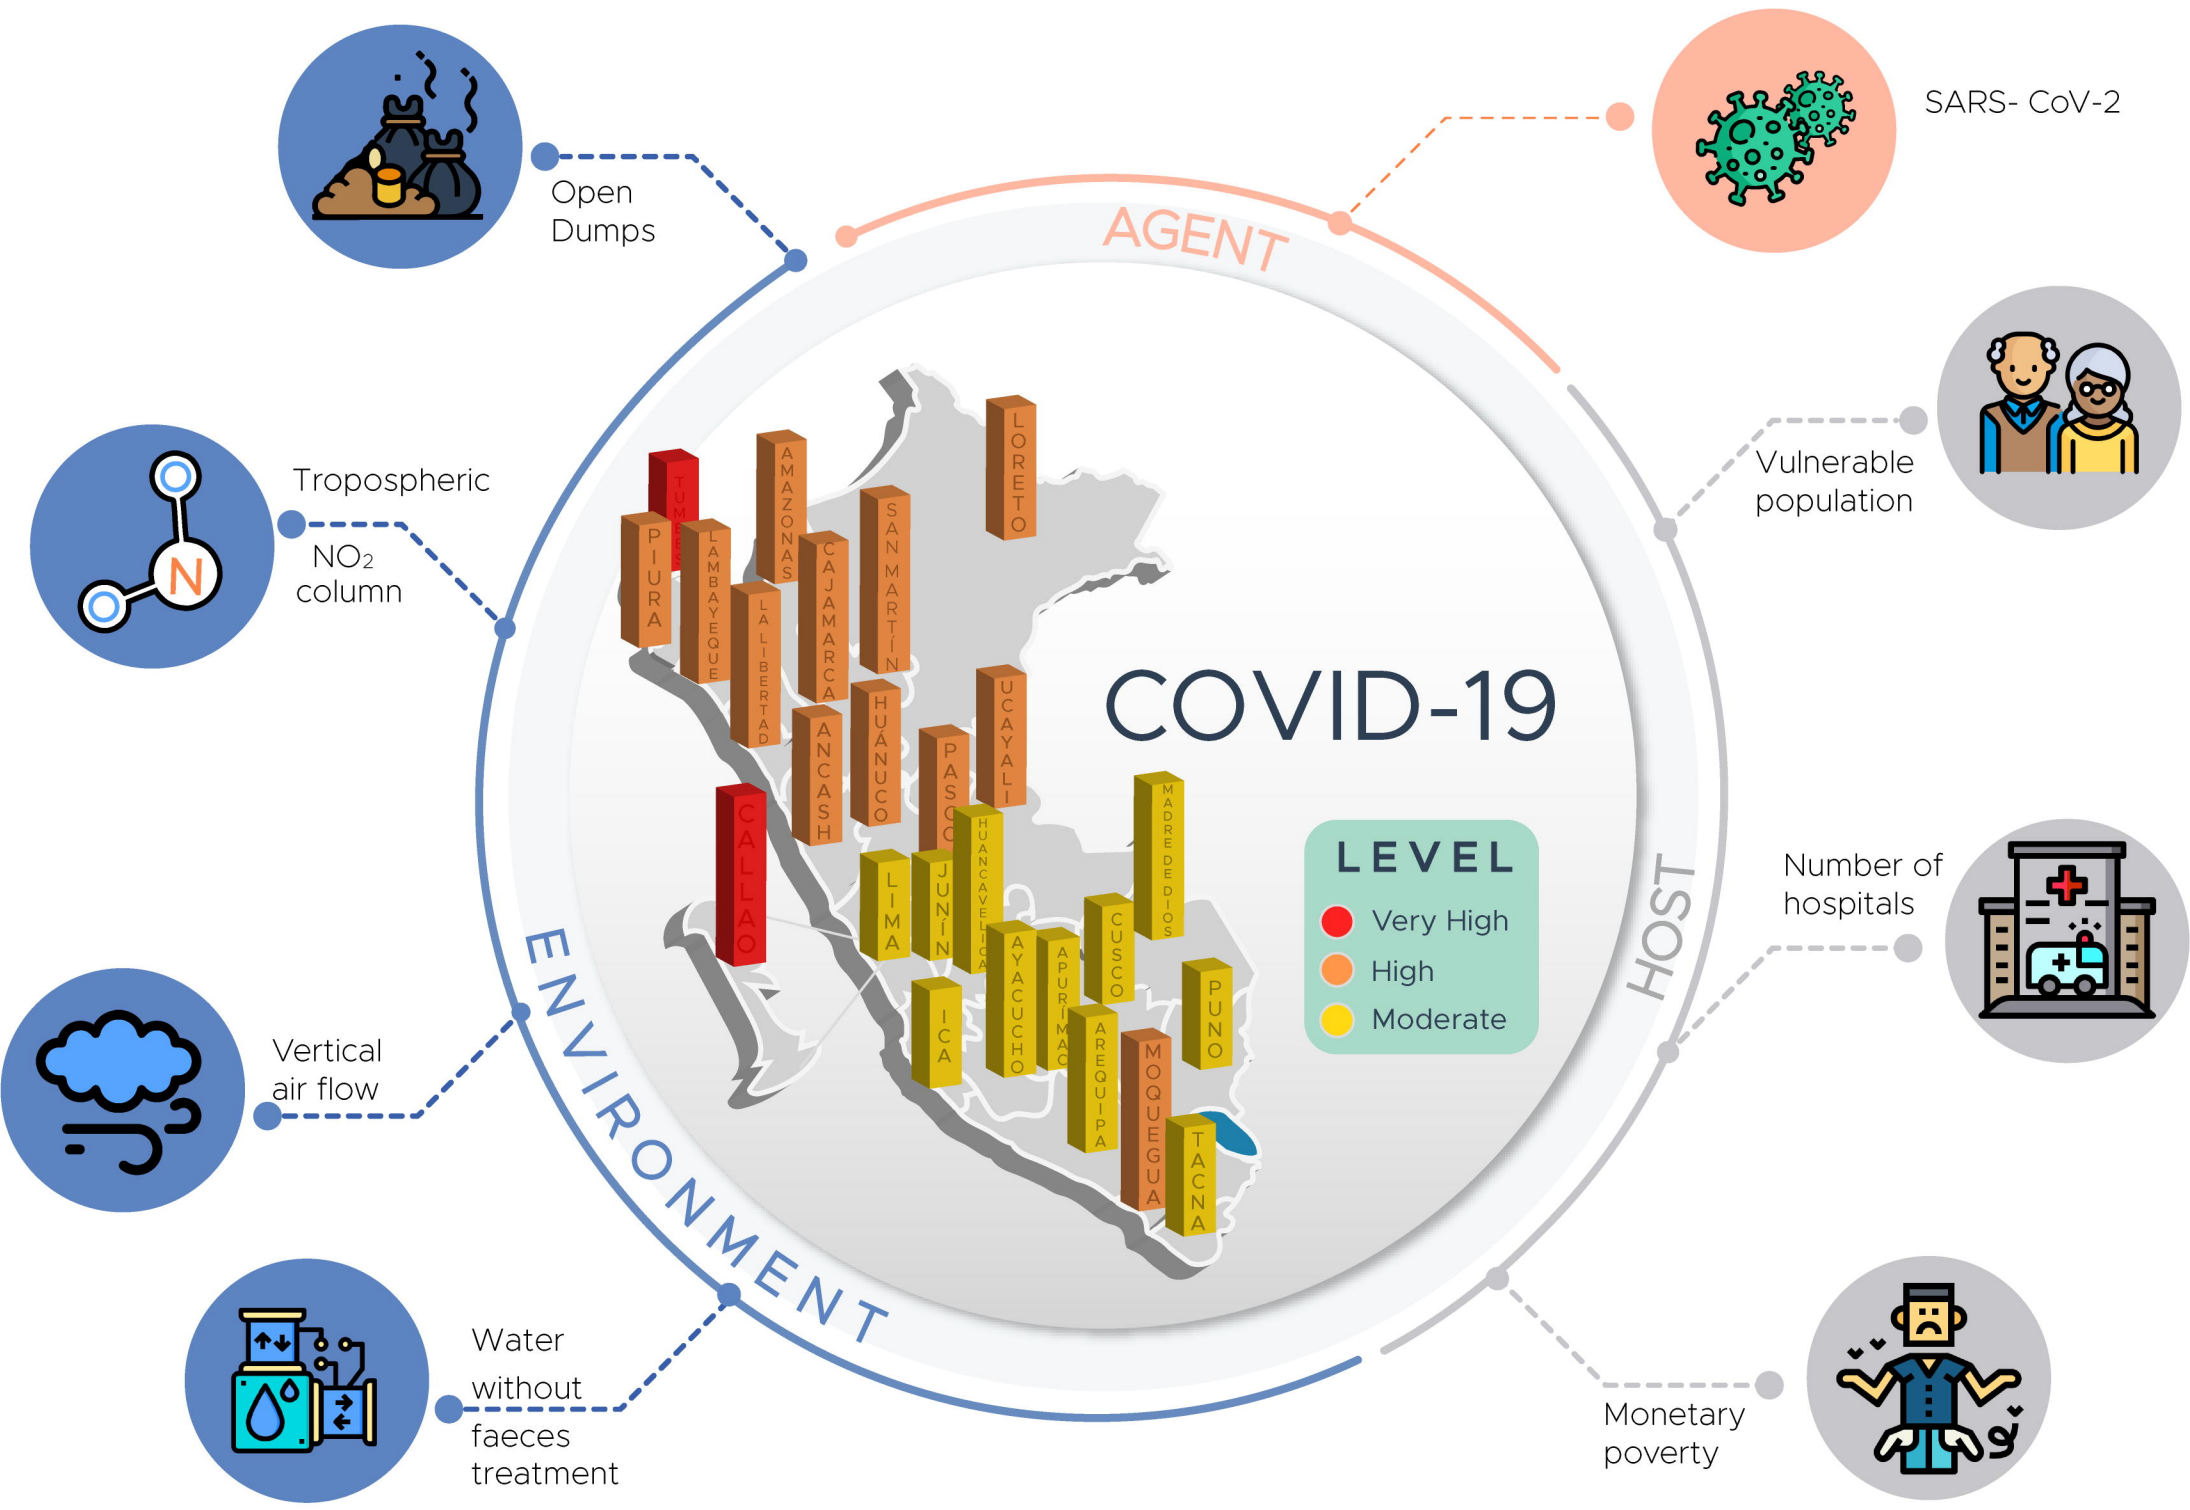 SARS- CoV-2
Open
Dumps
AGENT
Vulnerable
population
Tropospheric
NO₂
column
N
LORETO
AMAZONAS
TUMBES
SAN MARTÍN
PIURA
LAMBAYEQUE
CAJAMARCA
LA LIBERTAD
UCAYALI
HUÁNUCO
ANCASH
PASCO
COVID-19
CALLAO
MADRE DE DIOS
HUANCAVELICA
LIMA
JUNÍN
CUSCO
AYACUCHO
APURÍMAC
PUNO
ICA
AREQUIPA
MOQUEGUA
TACNA
LEVEL
Very High
High
Moderate
Number of
hospitals
HOST
ENVIRONMENT
Vertical
air flow
Water
without
faeces
treatment
Monetary
poverty